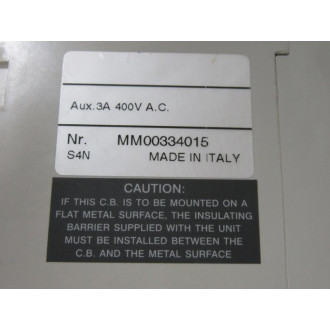 Aux. 3A 400V A.C.
Nr. MM00334015
S4N MADE IN ITALY
CAUTION:
IF THIS C.B. IS TO BE MOUNTED ON A
FLAT METAL SURFACE, THE INSULATING
BARRIER SUPPLIED WITH THE UNIT
MUST BE INSTALLED BETWEEN THE
C.B. AND THE METAL SURFACE